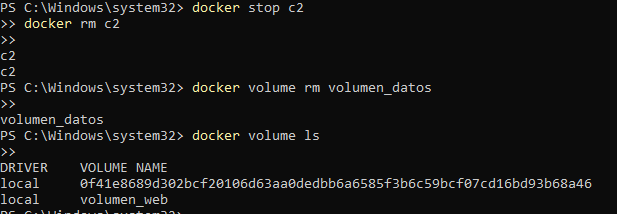 PS C:\Windows\system32> docker stop c2
>> docker rm c2
>>
c2
c2
PS C:\Windows\system32> docker volume rm volumen_datos
>>
volumen_datos
PS C:\Windows\system32> docker volume ls
>>
DRIVER    VOLUME NAME
local     0f41e8689d302bcf20106d63aa0dedbb6a6585f3b6c59bcf07cd16bd93b68a46
local     volumen_web